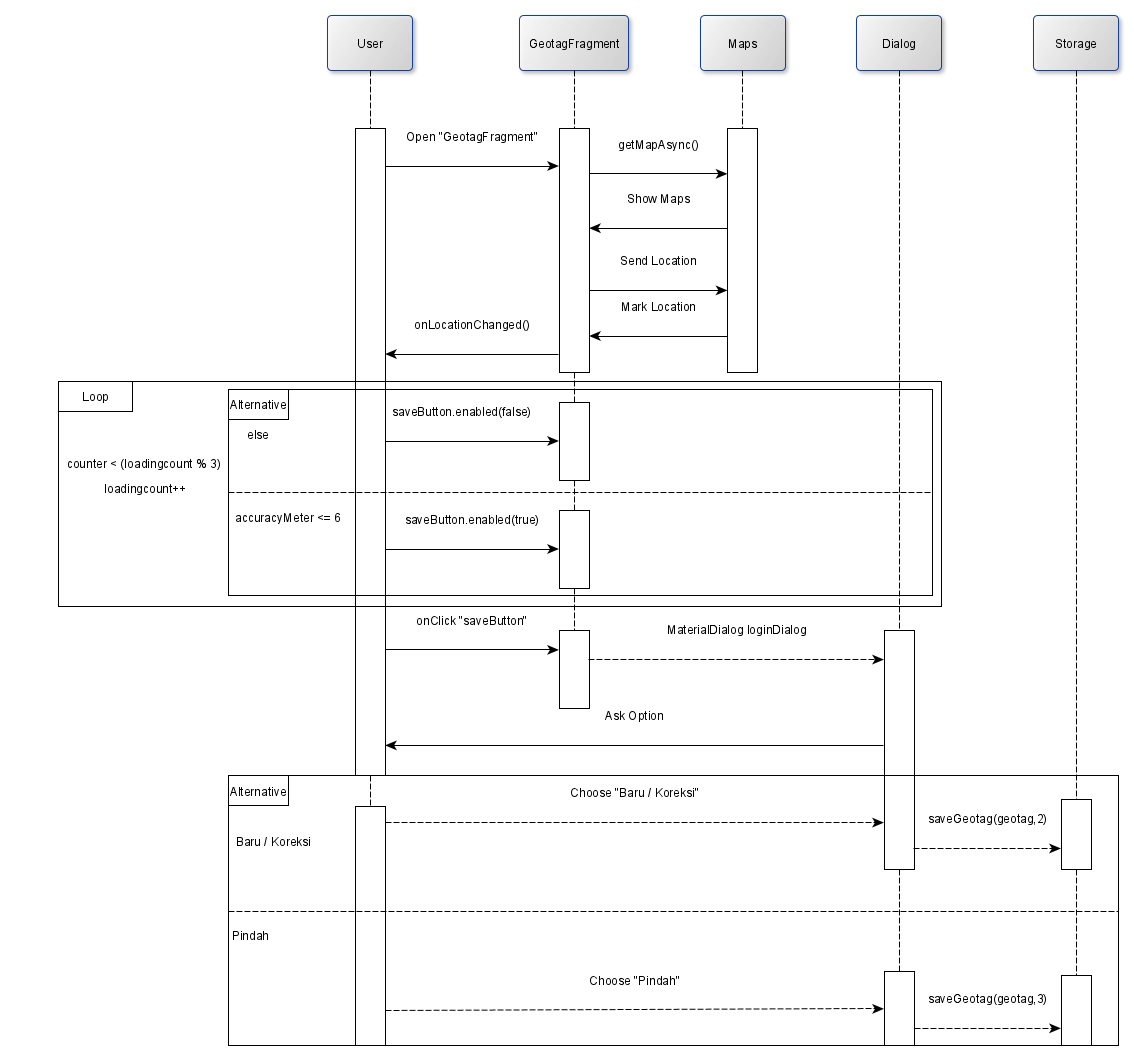 User
GeotagFragment
Maps
Dialog
Storage
Open "GeotagFragment"
getMapAsync()
Show Maps
Send Location
Mark Location
onLocationChanged()
Loop
Alternative
saveButton.enabled(false)
else
counter < (loadingcount % 3)
loadingcount++
accuracyMeter <= 6
saveButton.enabled(true)
onClick "saveButton"
MaterialDialog loginDialog
Ask Option
Alternative
Choose "Baru / Koreksi"
saveGeotag(geotag,2)
Baru / Koreksi
Pindah
Choose "Pindah"
saveGeotag(geotag,3)